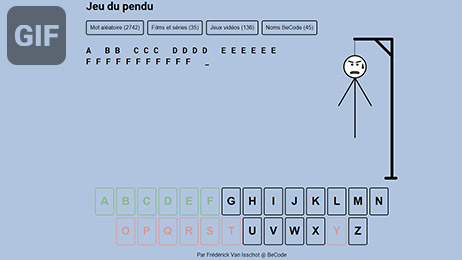 GIF
Jeu du pendu
Mot aléatoire (2742) Films et séries (35) Jeux vidéos (136) Noms BeCode (45)
A BB CCC DDDD EEEEEE
FFFFFFFFFFF _
A B C D E F G H I J K L M N
O P Q R S T U V W X Y Z
Par Frédérick Van Isschot @ BeCode